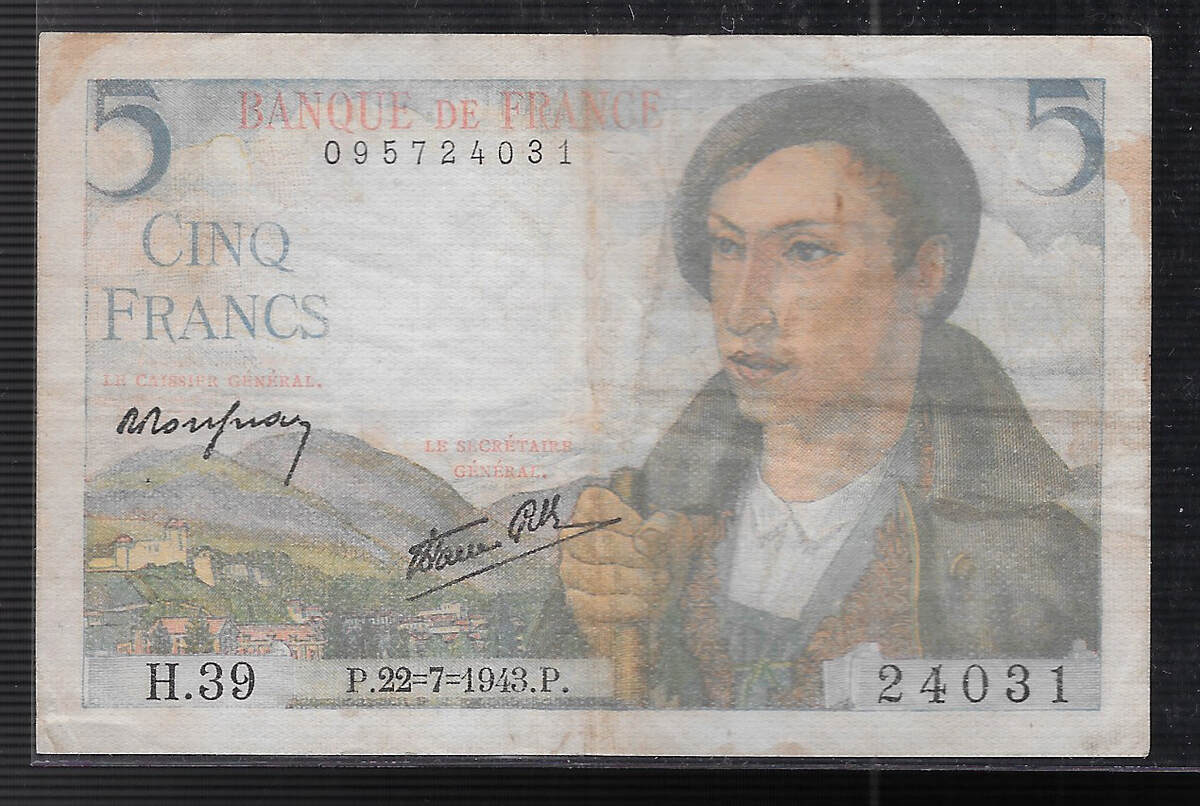 5
BANQUE DE FRANCE
5
095724031
CINQ
FRANCS
LE CAISSIER GÉNÉRAL.
LE SECRÉTAIRE
GÉNÉRAL.
H.39
P.22=7=1943.P.
24031